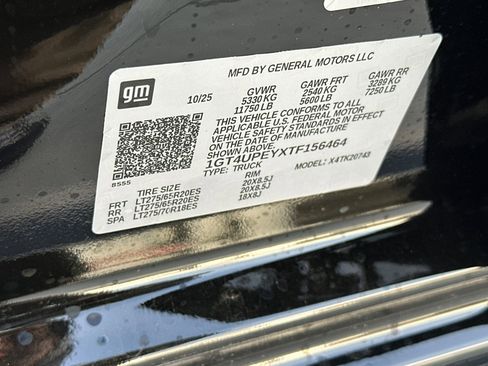 MFD BY GENERAL MOTORS LLC
gm
10/25
GVWR GAWR FRT GAWR RR
5330 KG 2540 KG 3289 KG
11750 LB 5600 LB 7250 LB
THIS VEHICLE CONFORMS TO ALL
APPLICABLE U.S. FEDERAL MOTOR
VEHICLE SAFETY STANDARDS IN EFFECT
ON THE DATE OF MANUFACTURE
1GT4UPEYXTF156464
TYPE: TRUCK MODEL: X4TK20743
8555
TIRE SIZE RIM
FRT LT275/65R20ES 20X8.5J
RR LT275/65R20ES 20X8.5J
SPA LT275/70R18ES 18X8J